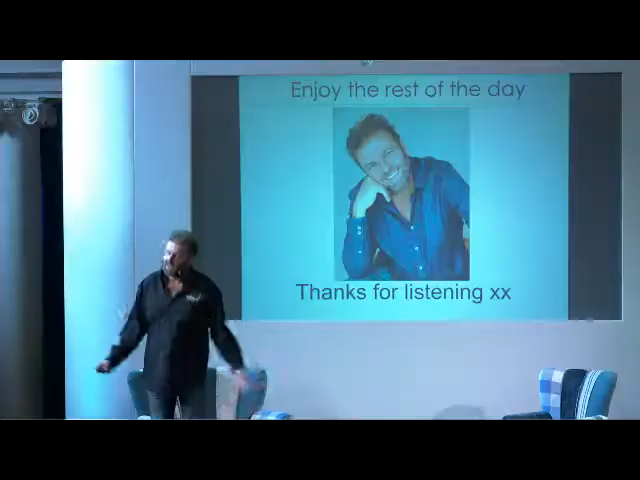 Enjoy the rest of the day
Thanks for listening xx